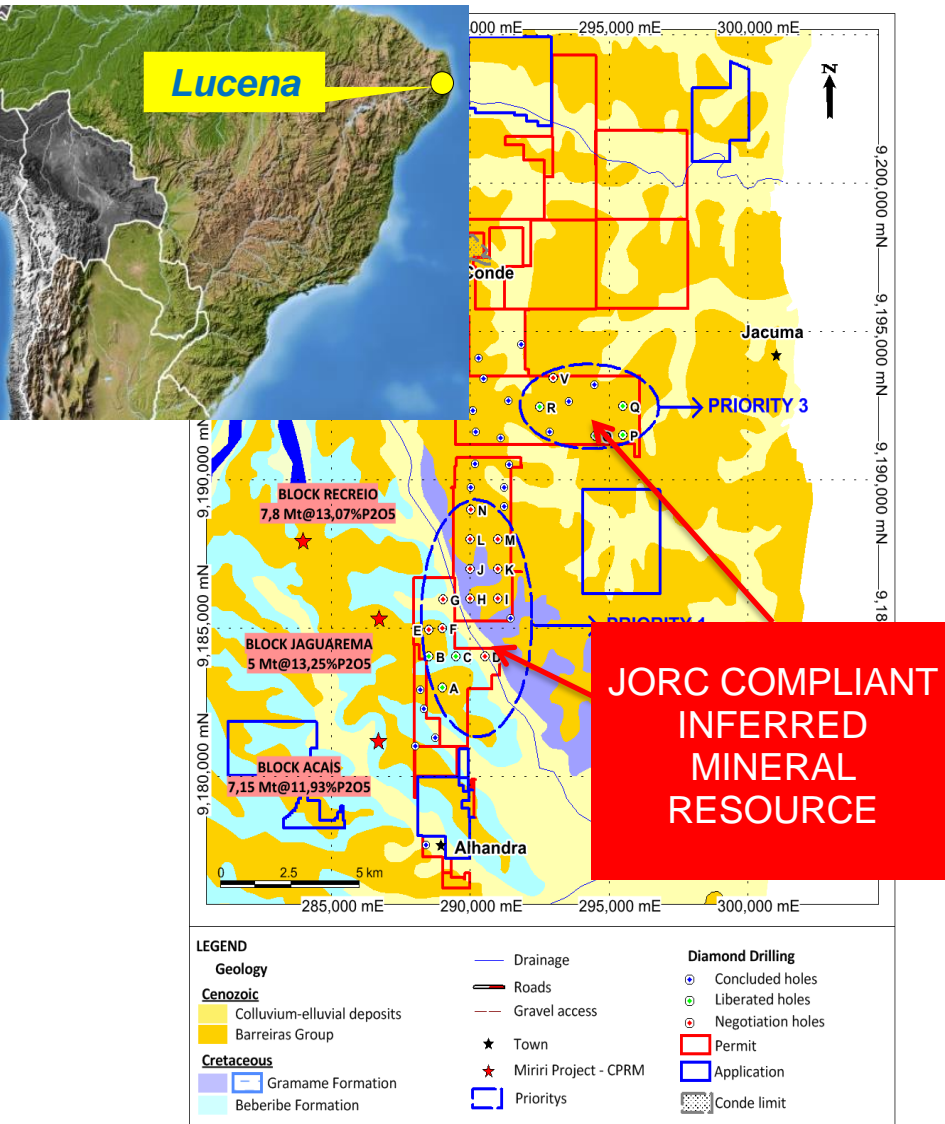 Lucena
295,000 mE
300,000 mE
N
9,200,000 mN
Conde
9,195,000 mN
Jacuma
V
R
Q
P
PRIORITY 3
9,190,000 mN
9,190,000 mN
BLOCK RECREIO
7,8 Mt@13,07%P2O5
N
L
M
J
K
G
H
I
E
F
B
C
D
A
9,185,000 mN
BLOCK JAGUAREMA
5 Mt@13,25%P2O5
JORC COMPLIANT
INFERRED
MINERAL
RESOURCE
BLOCK ACAIS
7,15 Mt@11,93%P2O5
9,180,000 mN
Alhandra
0
2.5
5 km
285,000 mE
290,000 mE
295,000 mE
300,000 mE
LEGEND
Geology
Cenozoic
Colluvium-elluvial deposits
Barreiras Group
Cretaceous
Gramame Formation
Beberibe Formation
Drainage
Roads
Gravel access
Town
Miriri Project - CPRM
Prioritys
Diamond Drilling
Concluded holes
Liberated holes
Negotiation holes
Permit
Application
Conde limit